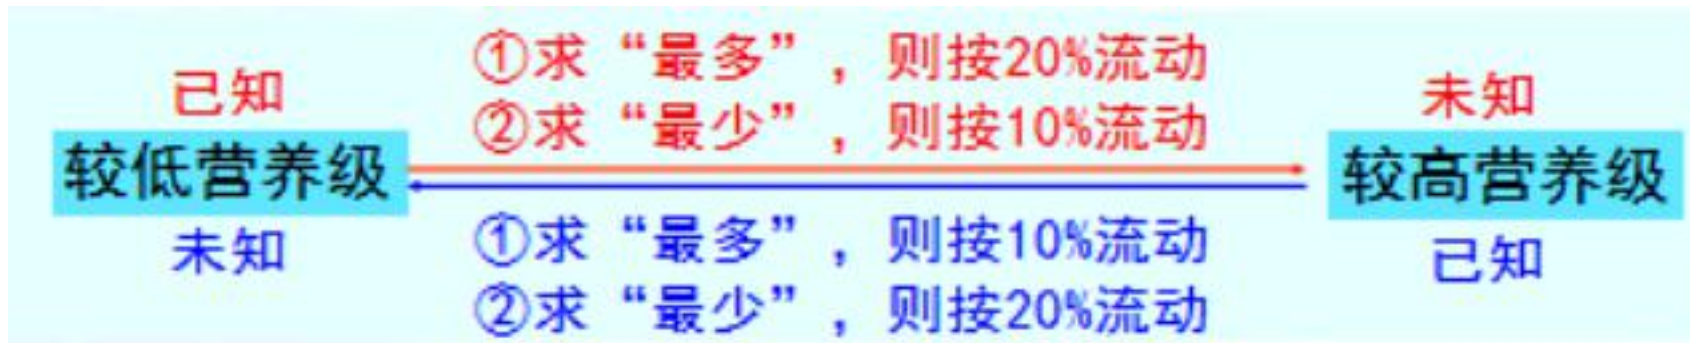 ①求“最多”，则按20%流动
已知
②求“最少”，则按10%流动
未知
较低营养级
较高营养级
①求“最多”，则按10%流动
未知
已知
②求“最少”，则按20%流动